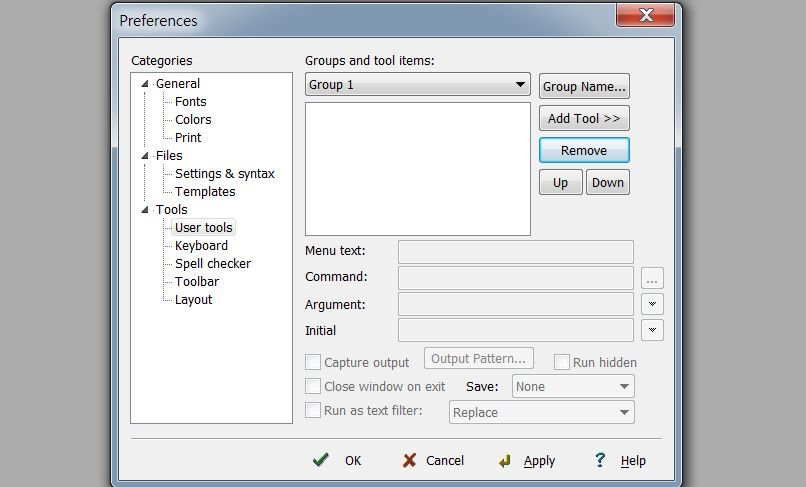 Preferences
Categories
General
Fonts
Colors
Print
Files
Settings & syntax
Templates
Tools
User tools
Keyboard
Spell checker
Toolbar
Layout
Groups and tool items:
Group 1
Group Name...
Add Tool >>
Remove
Up Down
Menu text:
Command: ...
Argument:
Initial
Capture output Output Pattern... Run hidden
Close window on exit Save: None
Run as text filter: Replace
OK Cancel Apply Help